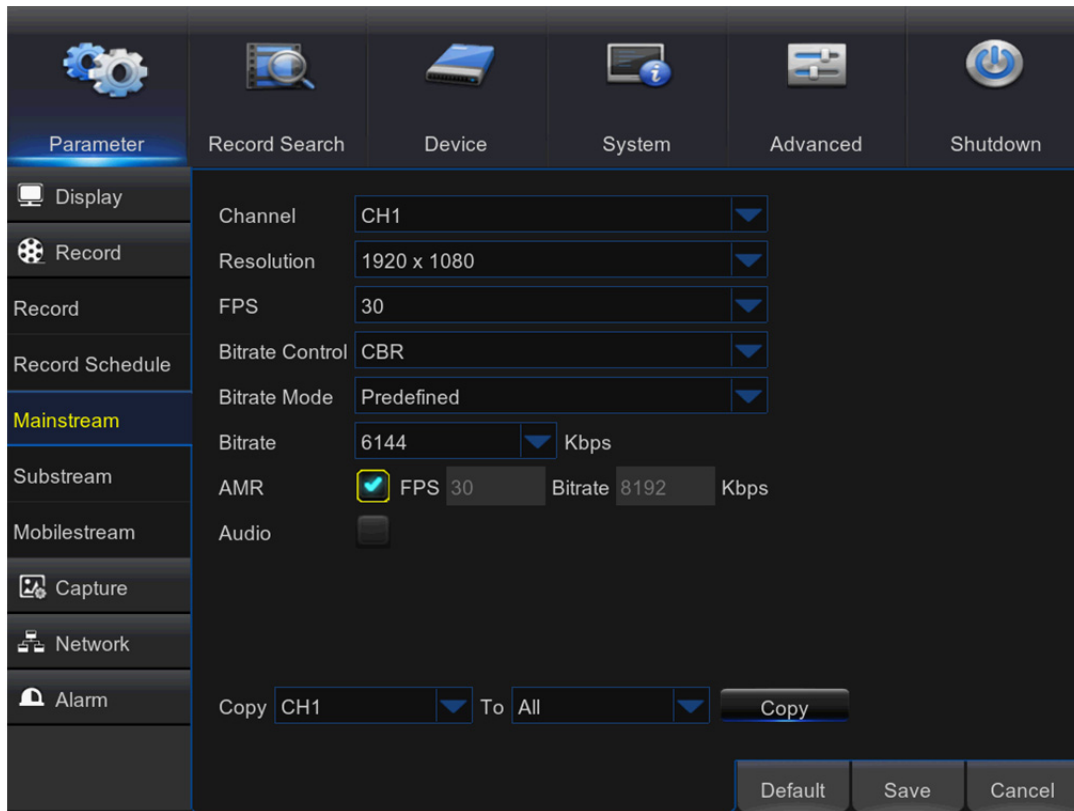 Parameter Record Search Device System Advanced Shutdown
Display
Record
Record
Record Schedule
Mainstream
Substream
Mobilestream
Capture
Network
Alarm
Channel CH1
Resolution 1920 x 1080
FPS 30
Bitrate Control CBR
Bitrate Mode Predefined
Bitrate 6144 Kbps
AMR FPS 30 Bitrate 8192 Kbps
Audio
Copy CH1 To All Copy
Default Save Cancel